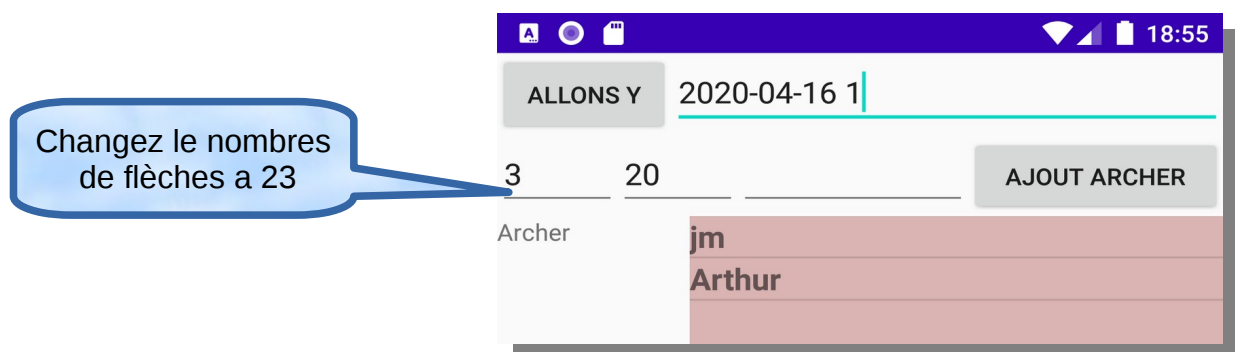 18:55
ALLONS Y 2020-04-16 1
Changez le nombres
de flèches a 23
3 20 AJOUT ARCHER
Archer jm
Arthur